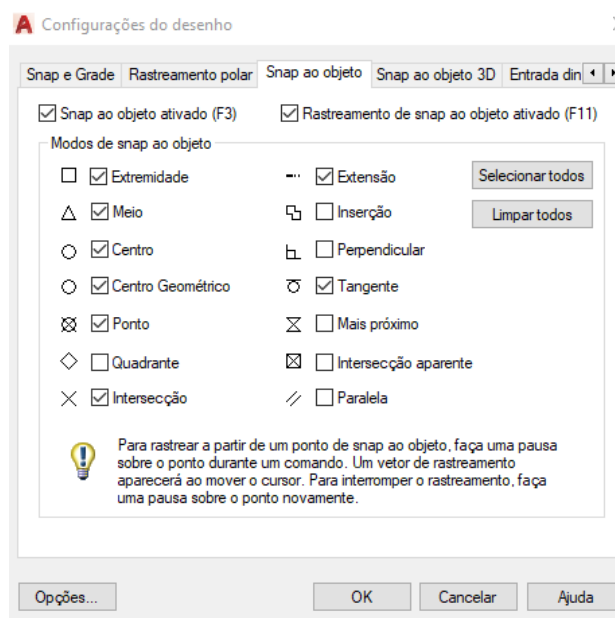 Configurações do desenho
Snap e Grade Rastreamento polar Snap ao objeto Snap ao objeto 3D Entrada din
Snap ao objeto ativado (F3) Rastreamento de snap ao objeto ativado (F11)
Modos de snap ao objeto
Extremidade Extensão Selecionar todos
Meio Inserção Limpar todos
Centro Perpendicular
Centro Geométrico Tangente
Ponto Mais próximo
Quadrante Intersecção aparente
Intersecção Paralela
Para rastrear a partir de um ponto de snap ao objeto, faça uma pausa
sobre o ponto durante um comando. Um vetor de rastreamento
aparecerá ao mover o cursor. Para interromper o rastreamento, faça
uma pausa sobre o ponto novamente.
Opções... OK Cancelar Ajuda